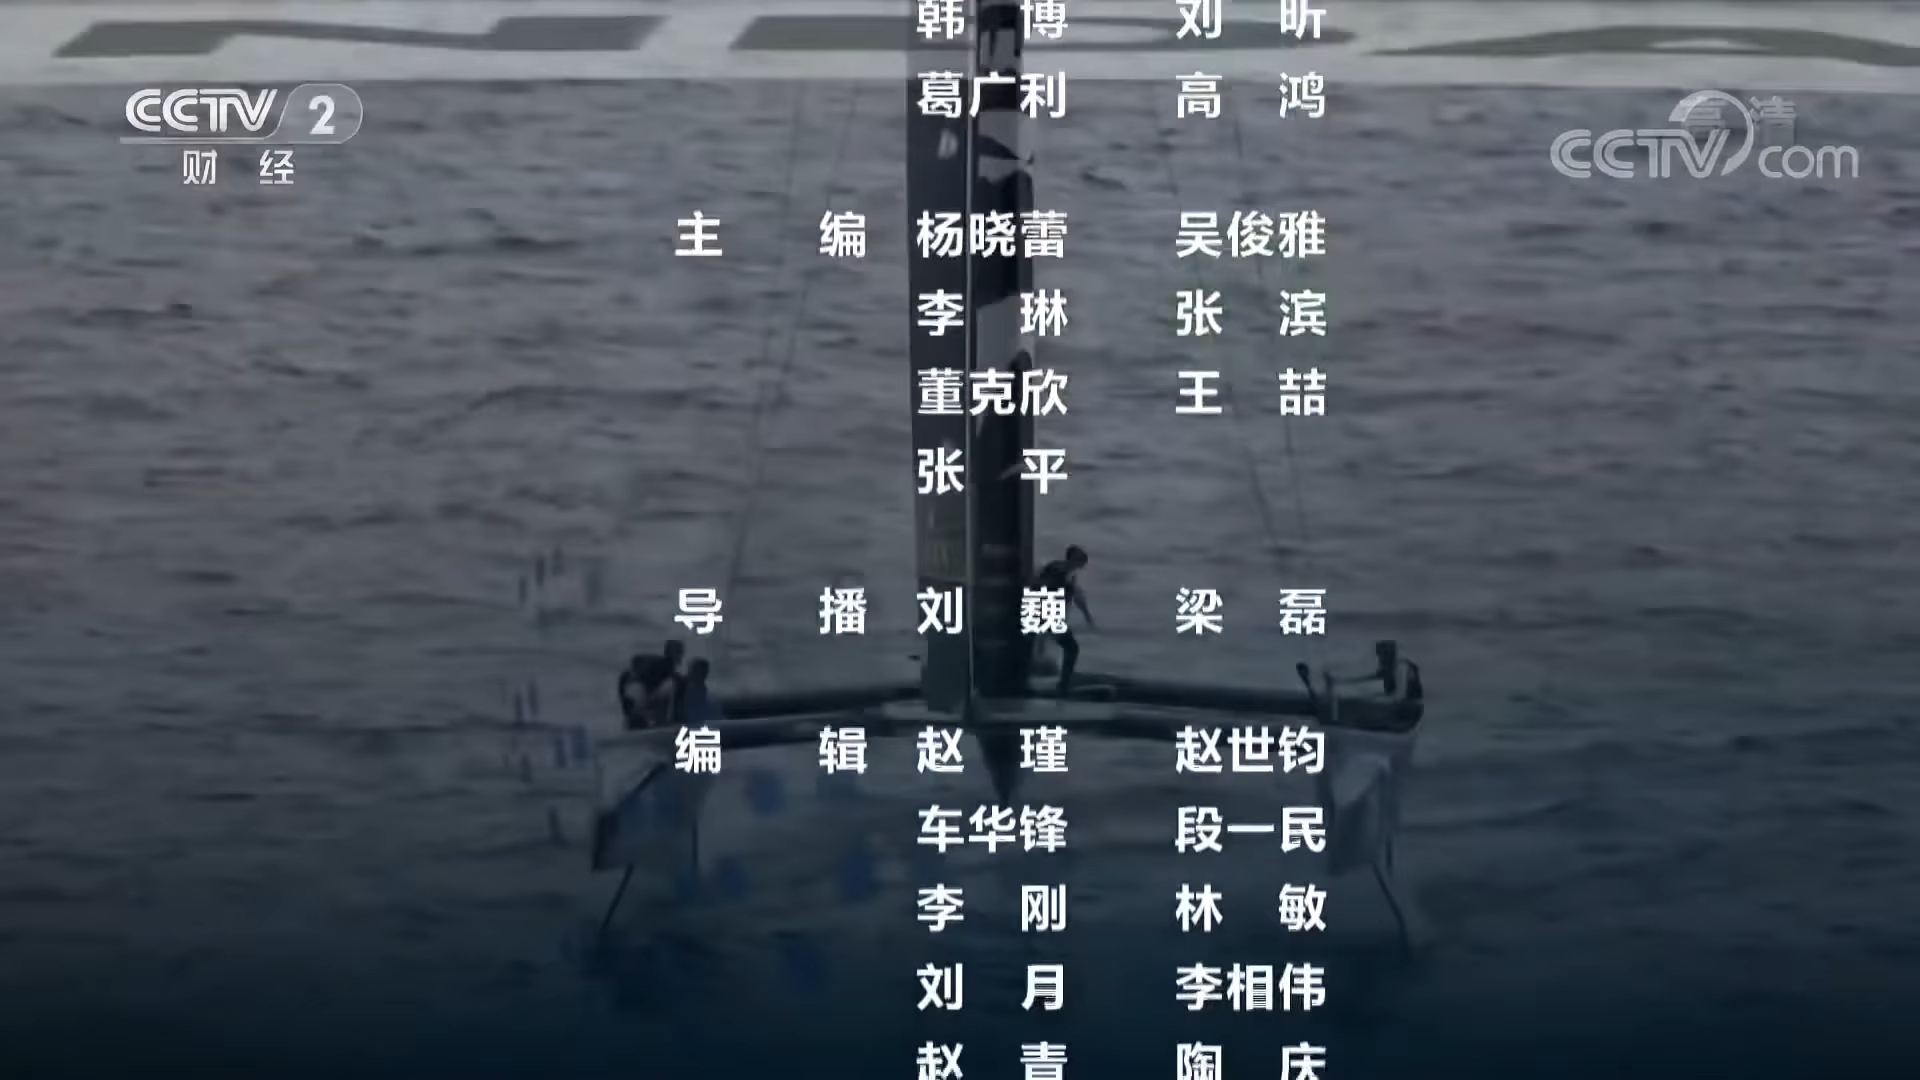 韩博 刘昕
葛广利 高鸿
CCTV 2
财经
高清
CCTV.com
主编 杨晓蕾 吴俊雅
李琳 张滨
董克欣 王喆
张平
导播 刘巍 梁磊
编辑 赵瑾 赵世钧
车华锋 段一民
李刚 林敏
刘月 李相伟
赵青 陶庆